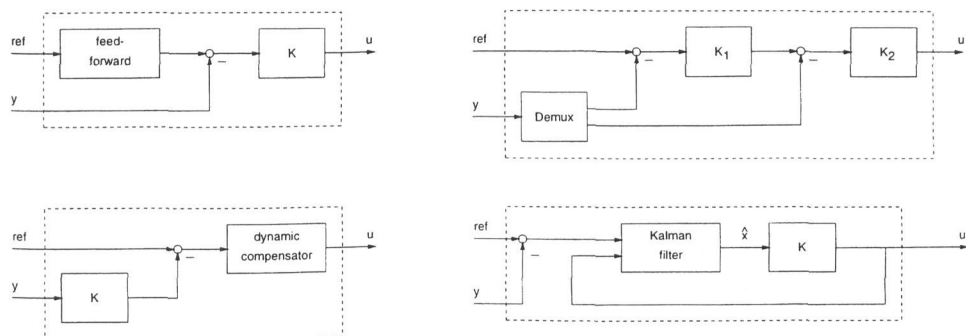 ref
feed-
forward
K
u
y
ref
K1
K2
u
y
Demux
ref
dynamic
compensator
u
y
K
ref
Kalman
filter
x̂
K
u
y